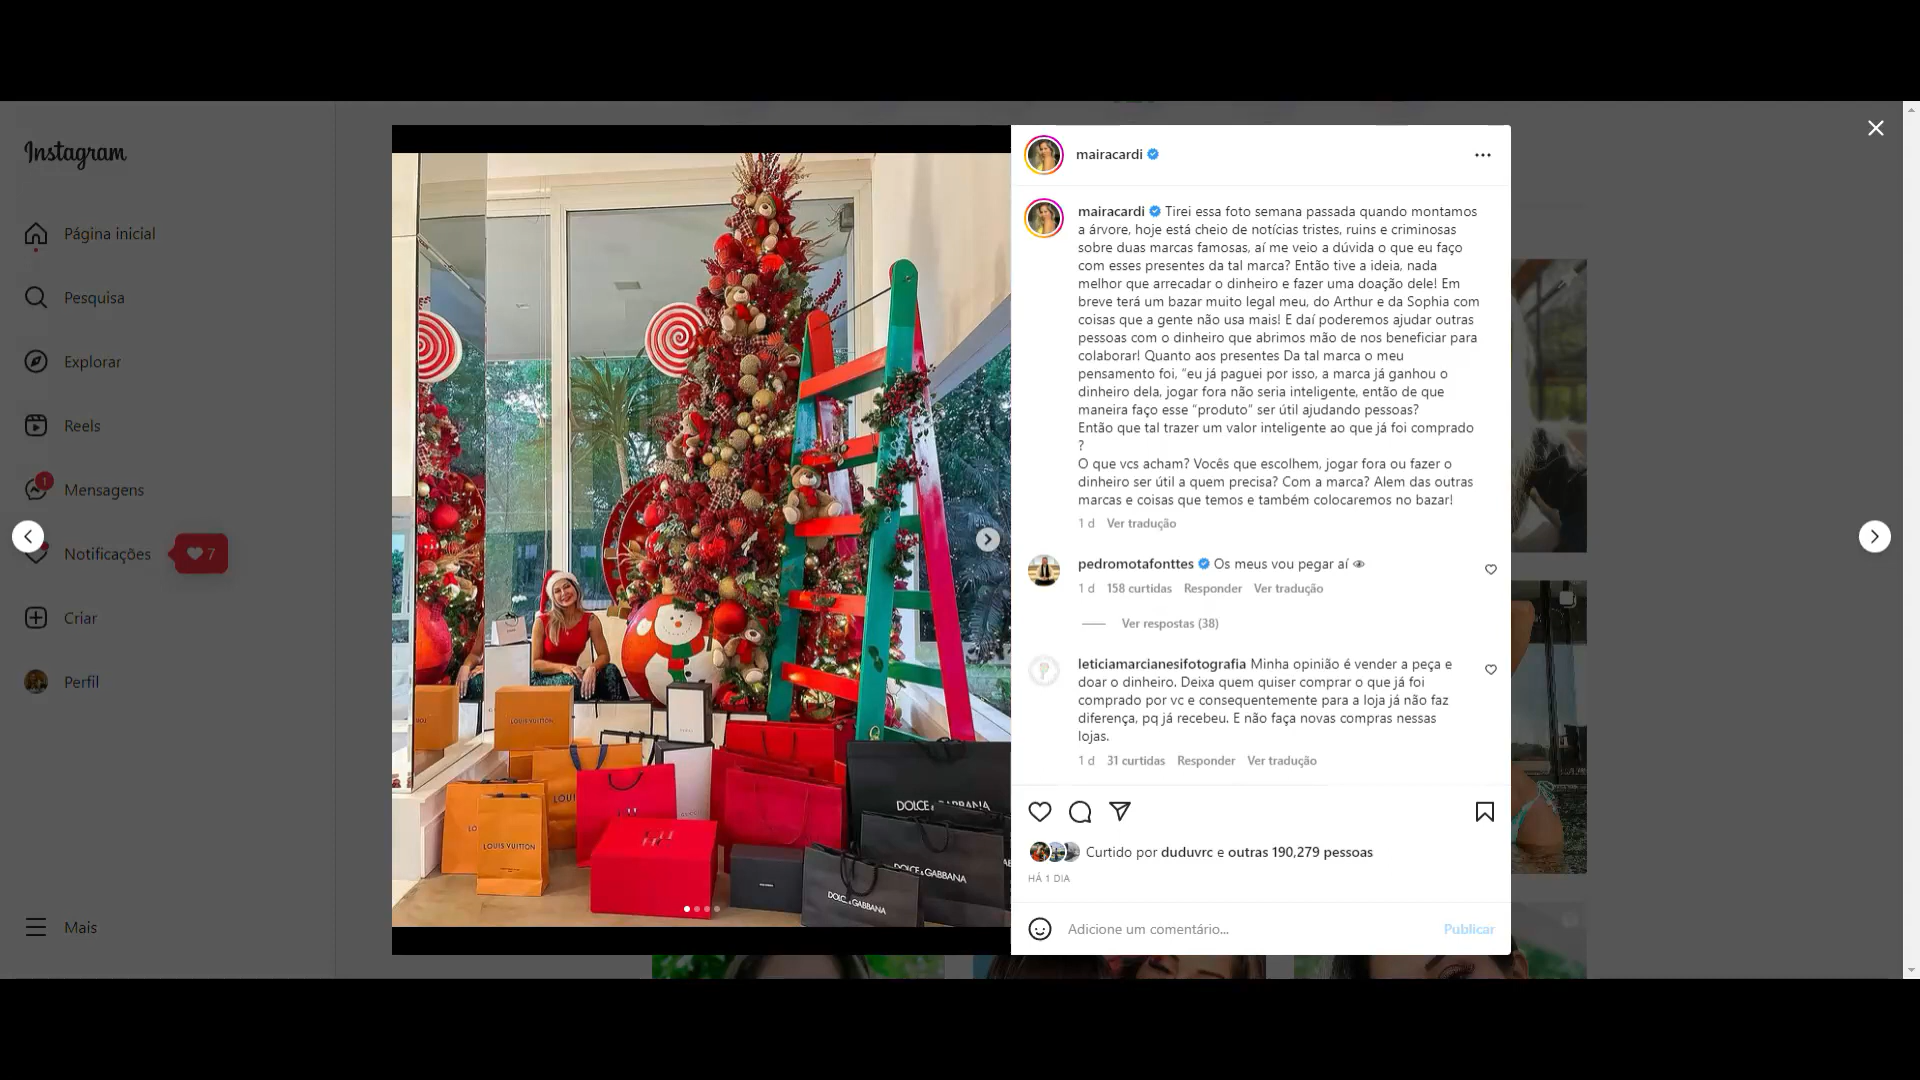 Instagram
Página inicial
Pesquisa
Explorar
Reels
1
Mensagens
Notificações
7
Criar
Perfil
Mais
LOUIS VUITTON
LOUIS VUITTON
DOLCE & GABBANA
DOLCE & GABBANA
DOLCE & GABBANA
mairacardi
mairacardi Tirei essa foto semana passada quando montamos
a árvore, hoje está cheio de notícias tristes, ruins e criminosas
sobre duas marcas famosas, aí me veio a dúvida o que eu faço
com esses presentes da tal marca? Então tive a ideia, nada
melhor que arrecadar o dinheiro e fazer uma doação dele! Em
breve terá um bazar muito legal meu, do Arthur e da Sophia com
coisas que a gente não usa mais! E daí poderemos ajudar outras
pessoas com o dinheiro que abrimos mão de nos beneficiar para
colaborar! Quanto aos presentes Da tal marca o meu
pensamento foi, “eu já paguei por isso, a marca já ganhou o
dinheiro dela, jogar fora não seria inteligente, então de que
maneira faço esse “produto” ser útil ajudando pessoas?
Então que tal trazer um valor inteligente ao que já foi comprado
?
O que vcs acham? Vocês que escolhem, jogar fora ou fazer o
dinheiro ser útil a quem precisa? Com a marca? Alem das outras
marcas e coisas que temos e também colocaremos no bazar!
1 d Ver tradução
pedromotafonttes Os meus vou pegar aí 👁
1 d 158 curtidas Responder Ver tradução
Ver respostas (38)
leticiamarcianesifotografia Minha opinião é vender a peça e
doar o dinheiro. Deixa quem quiser comprar o que já foi
comprado por vc e consequentemente para a loja já não faz
diferença, pq já recebeu. E não faça novas compras nessas
lojas.
1 d 31 curtidas Responder Ver tradução
Curtido por duduvrc e outras 190,279 pessoas
HÁ 1 DIA
Adicione um comentário...
Publicar